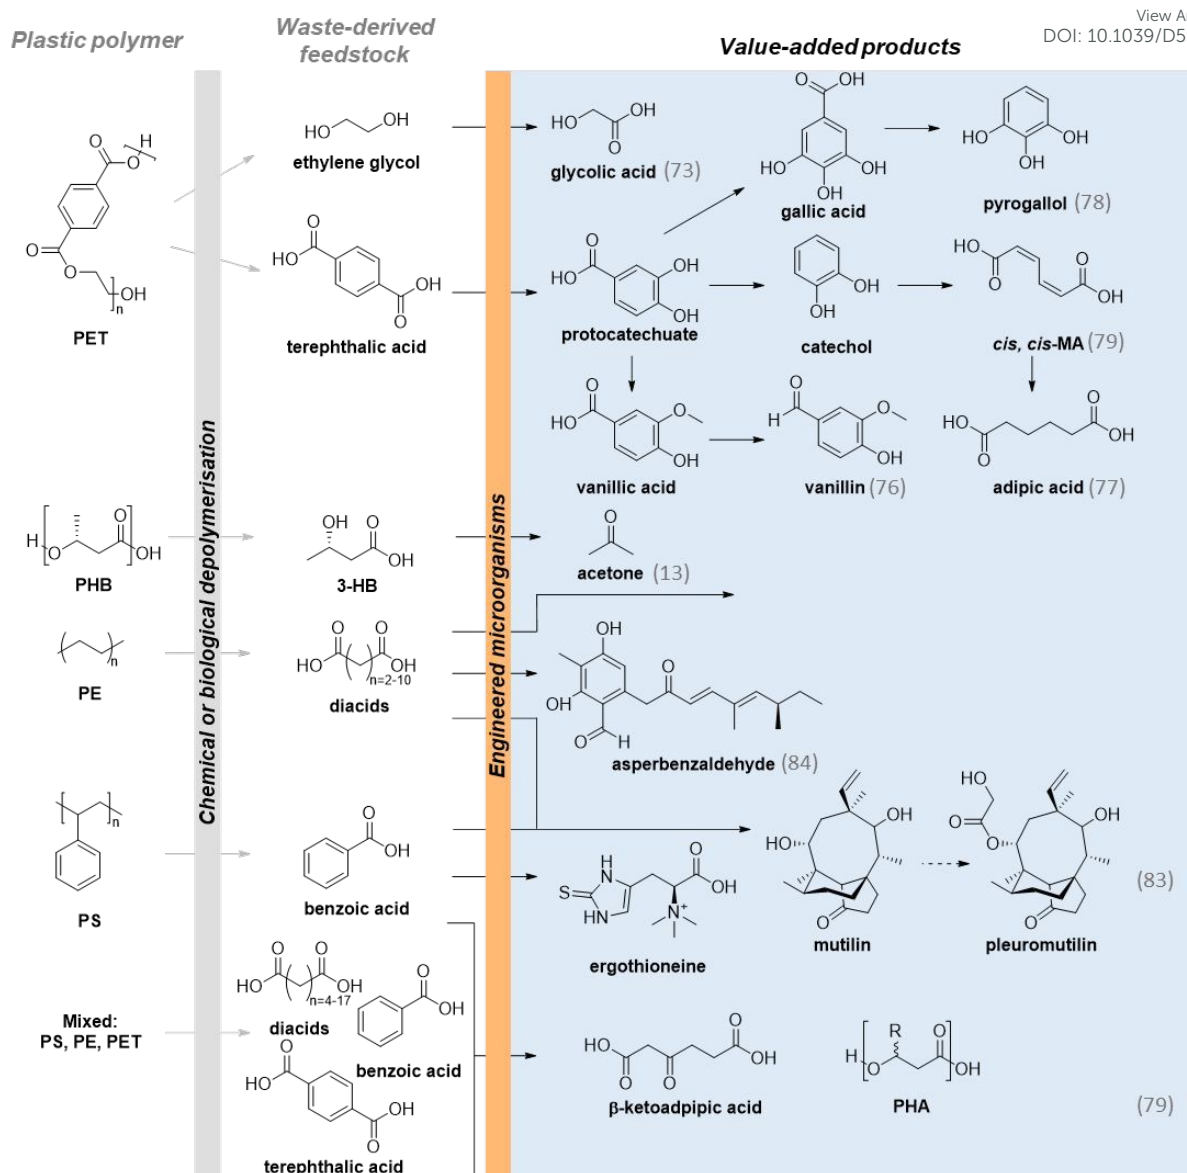 View Ar
DOI: 10.1039/D5
Plastic polymer
Waste-derived
feedstock
Value-added products
Chemical or biological depolymerisation
Engineered microorganisms
O
H
O
O
O
OH
n
PET
HO
OH
ethylene glycol
HO
OH
O
glycolic acid (73)
O
OH
HO
OH
OH
gallic acid
HO
OH
OH
pyrogallol (78)
O
HO
OH
O
terephthalic acid
O
HO
OH
OH
protocatechuate
OH
OH
catechol
HO
O
O
OH
cis, cis-MA (79)
O
HO
O
OH
vanillic acid
O
H
O
OH
vanillin (76)
HO
O
O
OH
adipic acid (77)
H
O
O
n
OH
PHB
OH
O
OH
3-HB
O
acetone (13)
n
PE
O
O
HO
OH
n=2-10
diacids
OH
OH
O
O
H
asperbenzaldehyde (84)
n
PS
O
OH
benzoic acid
H
N
S
HN
O
OH
N+
ergothioneine
HO
OH
O
mutilin
HO
O
O
OH
O
pleuromutilin
(83)
Mixed:
PS, PE, PET
O
O
HO
OH
n=4-17
diacids
O
OH
benzoic acid
O
HO
OH
O
terephthalic acid
HO
O
O
O
OH
β-ketoadpipic acid
H
O
R
O
n
OH
PHA
(79)